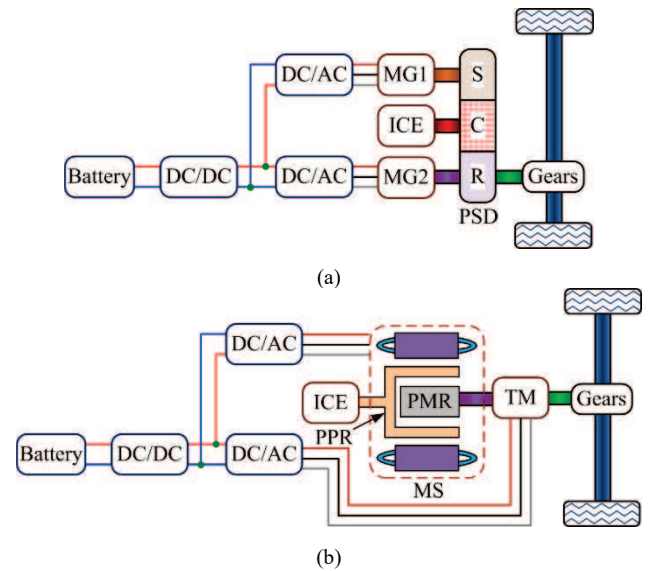 DC/AC MG1 S
ICE C
Battery DC/DC DC/AC MG2 R Gears
PSD
(a)
DC/AC
ICE PMR TM Gears
PPR
Battery DC/DC DC/AC
MS
(b)